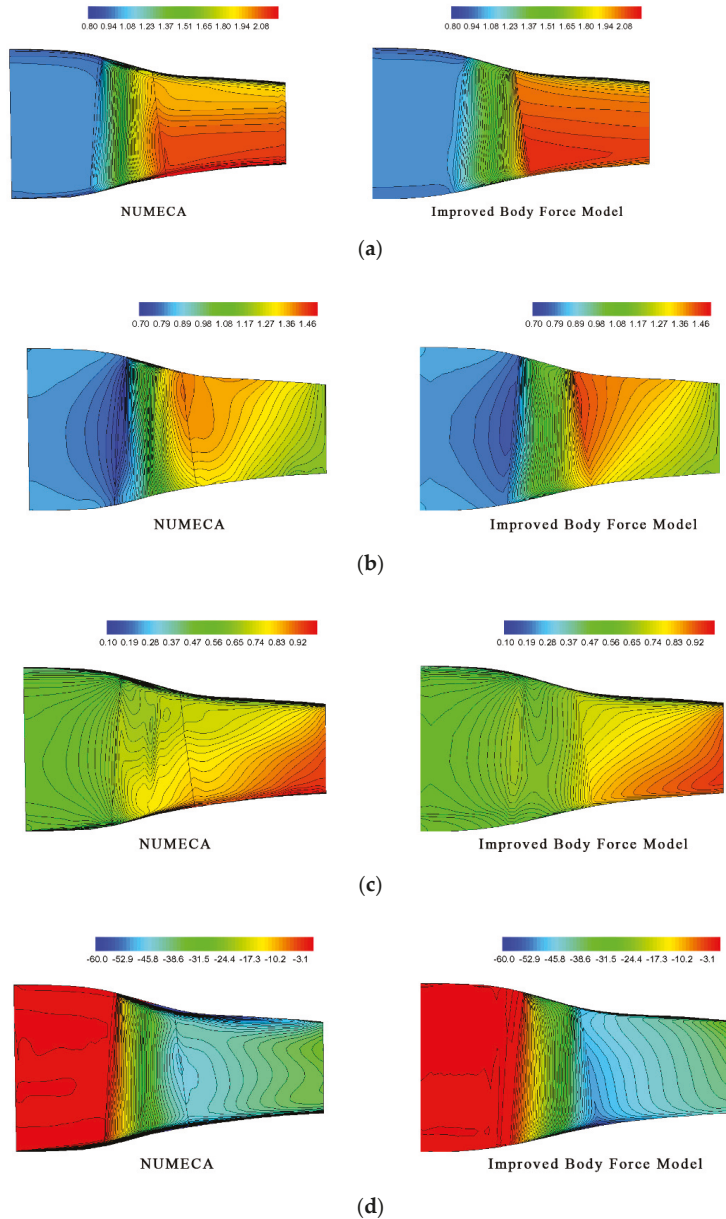 0.80 0.94 1.08 1.23 1.37 1.51 1.65 1.80 1.94 2.08
0.80 0.94 1.08 1.23 1.37 1.51 1.65 1.80 1.94 2.08
NUMECA
Improved Body Force Model
(a)
0.70 0.79 0.89 0.98 1.08 1.17 1.27 1.36 1.46
0.70 0.79 0.89 0.98 1.08 1.17 1.27 1.36 1.46
NUMECA
Improved Body Force Model
(b)
0.10 0.19 0.28 0.37 0.47 0.56 0.65 0.74 0.83 0.92
0.10 0.19 0.28 0.37 0.47 0.56 0.65 0.74 0.83 0.92
NUMECA
Improved Body Force Model
(c)
-60.0 -52.9 -45.8 -38.6 -31.5 -24.4 -17.3 -10.2 -3.1
-60.0 -52.9 -45.8 -38.6 -31.5 -24.4 -17.3 -10.2 -3.1
NUMECA
Improved Body Force Model
(d)